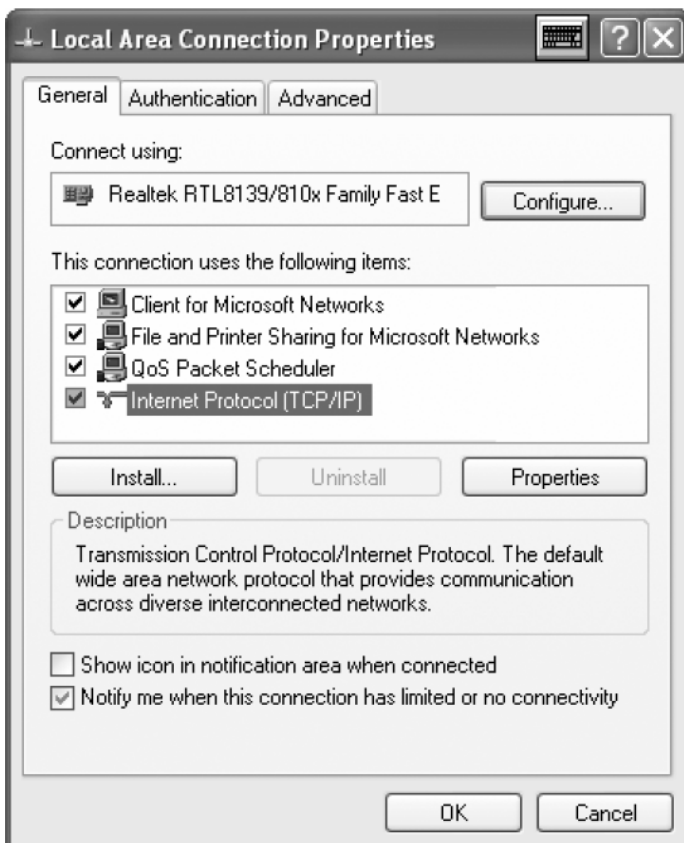 Local Area Connection Properties
General Authentication Advanced
Connect using:
Realtek RTL8139/810x Family Fast E
Configure...
This connection uses the following items:
Client for Microsoft Networks
File and Printer Sharing for Microsoft Networks
QoS Packet Scheduler
Internet Protocol (TCP/IP)
Install... Uninstall Properties
Description
Transmission Control Protocol/Internet Protocol. The default
wide area network protocol that provides communication
across diverse interconnected networks.
Show icon in notification area when connected
Notify me when this connection has limited or no connectivity
OK Cancel